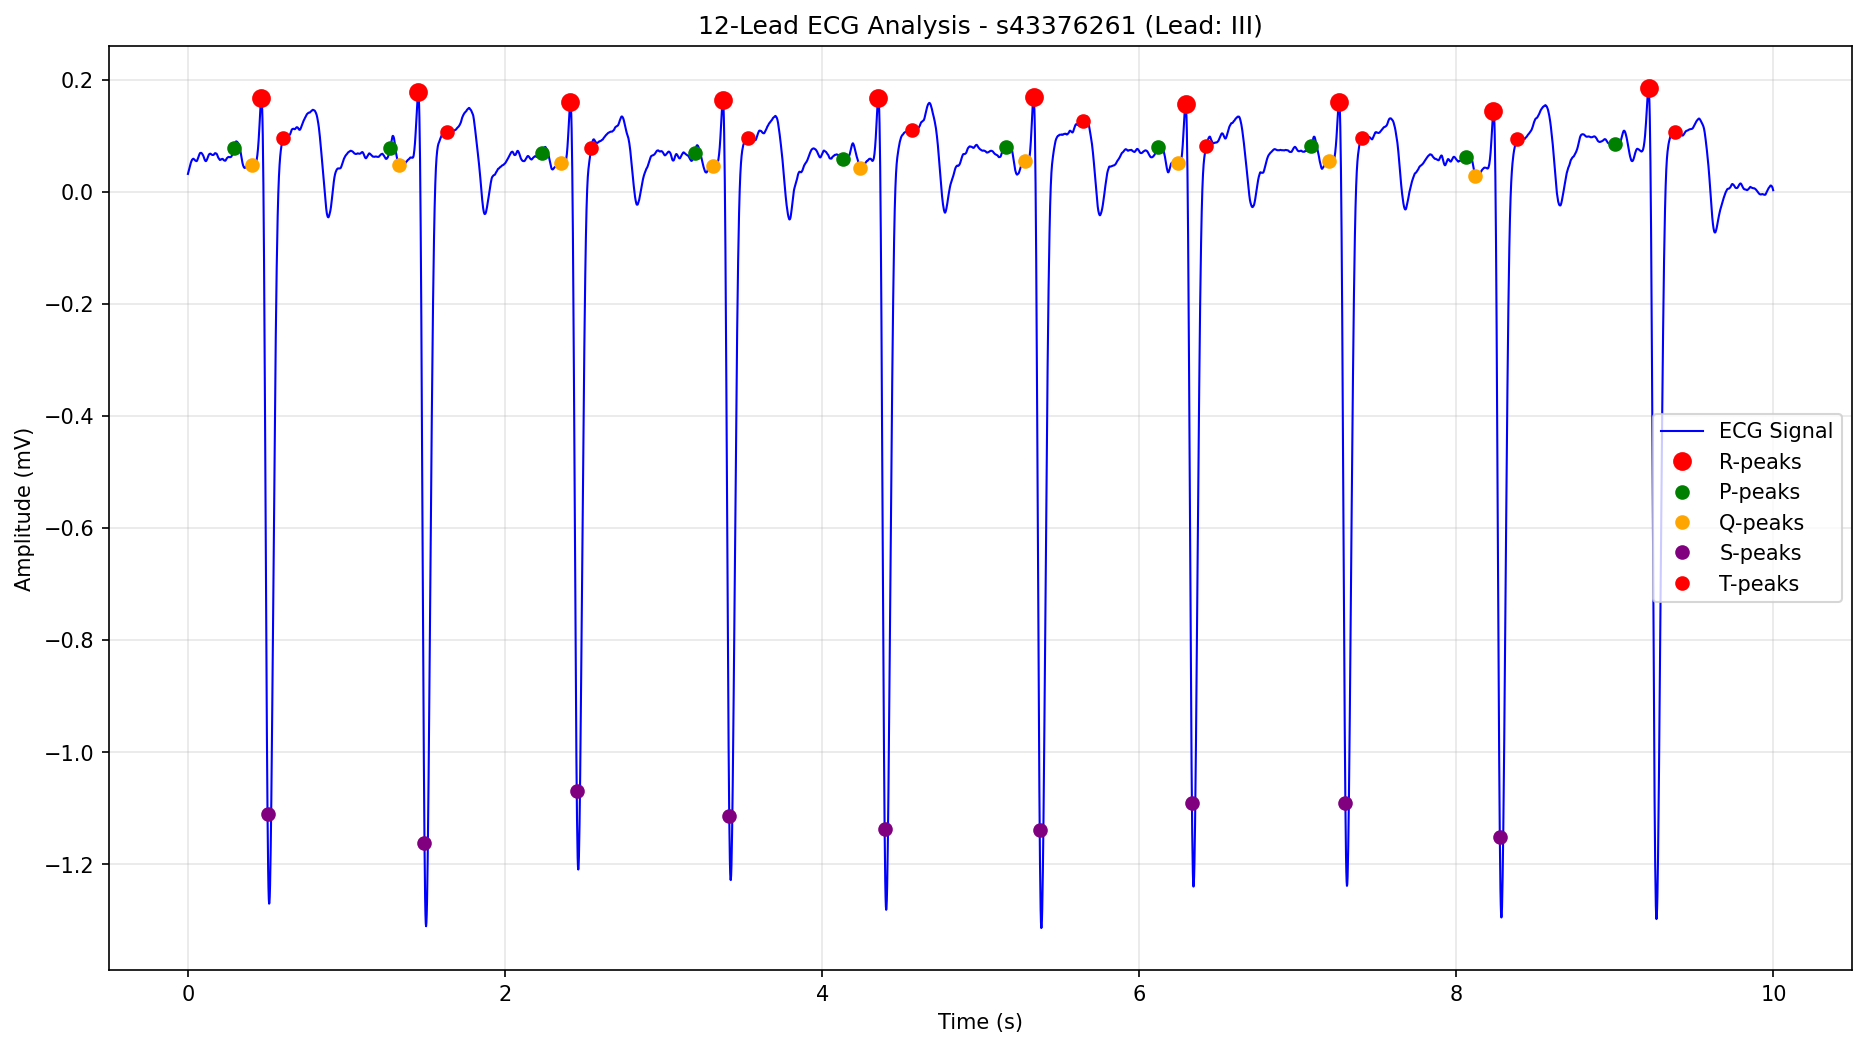 12-Lead ECG Analysis - s43376261 (Lead: III)
0.2
0.0
−0.2
−0.4
−0.6
−0.8
−1.0
−1.2
Amplitude (mV)
ECG Signal
R-peaks
P-peaks
Q-peaks
S-peaks
T-peaks
0 2 4 6 8 10
Time (s)